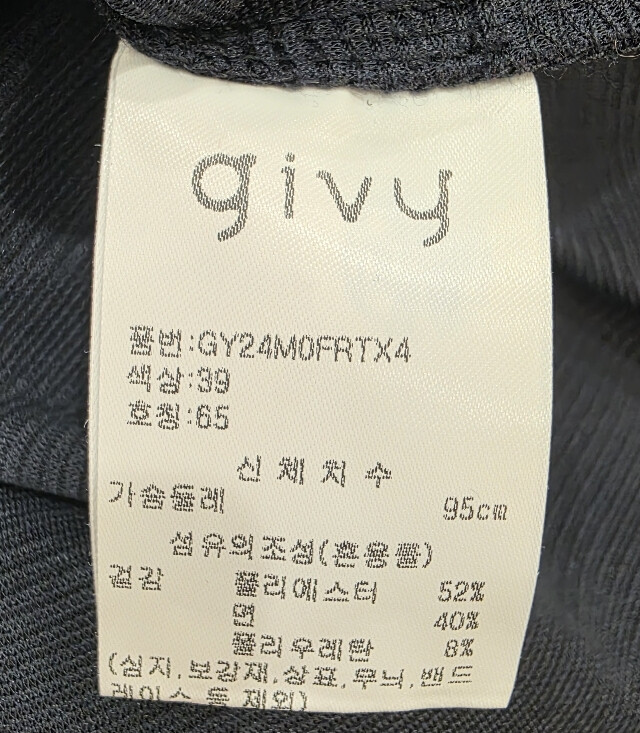 givy
품번:GY24M0FRTX4
색상:39
호칭:65
신 체 치 수
가슴둘레 95cm
섬유의조성(혼용률)
겉감 폴리에스터 52%
면 40%
폴리우레탄 8%
(심지,보강재,상표,무늬,밴드
레이스 등 제외)